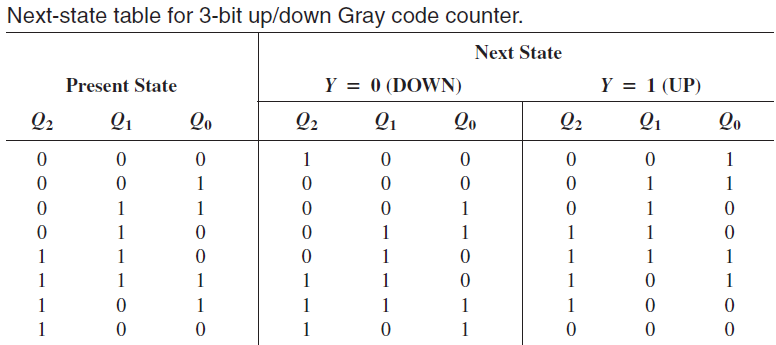 Next-state table for 3-bit up/down Gray code counter.
Next State
Present State Y = 0 (DOWN) Y = 1 (UP)
Q2 Q1 Q0 Q2 Q1 Q0 Q2 Q1 Q0
0 0 0 1 0 0 0 0 1
0 0 1 0 0 0 0 1 1
0 1 1 0 0 1 0 1 0
0 1 0 0 1 1 1 1 0
1 1 0 0 1 0 1 1 1
1 1 1 1 1 0 1 0 1
1 0 1 1 1 1 1 0 0
1 0 0 1 0 1 0 0 0